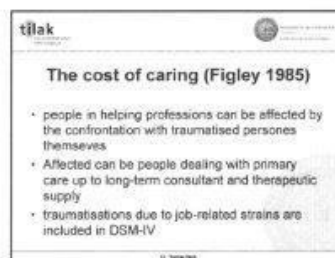 tilak
The cost of caring (Figley 1985)
• people in helping professions can be affected by
the confrontation with traumatised persones
themseves
• Affected can be people dealing with primary
care up to long-term consultant and therapeutic
supply
• traumatisations due to job-related strains are
included in DSM-IV